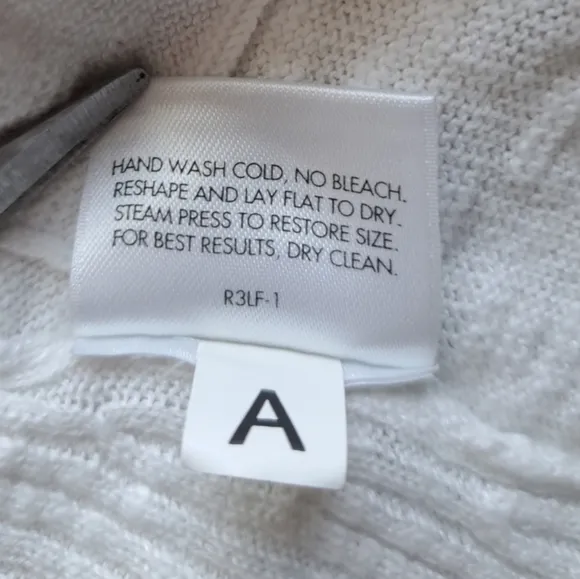 HAND WASH COLD, NO BLEACH.
RESHAPE AND LAY FLAT TO DRY.
STEAM PRESS TO RESTORE SIZE.
FOR BEST RESULTS, DRY CLEAN.
R3LF-1
A